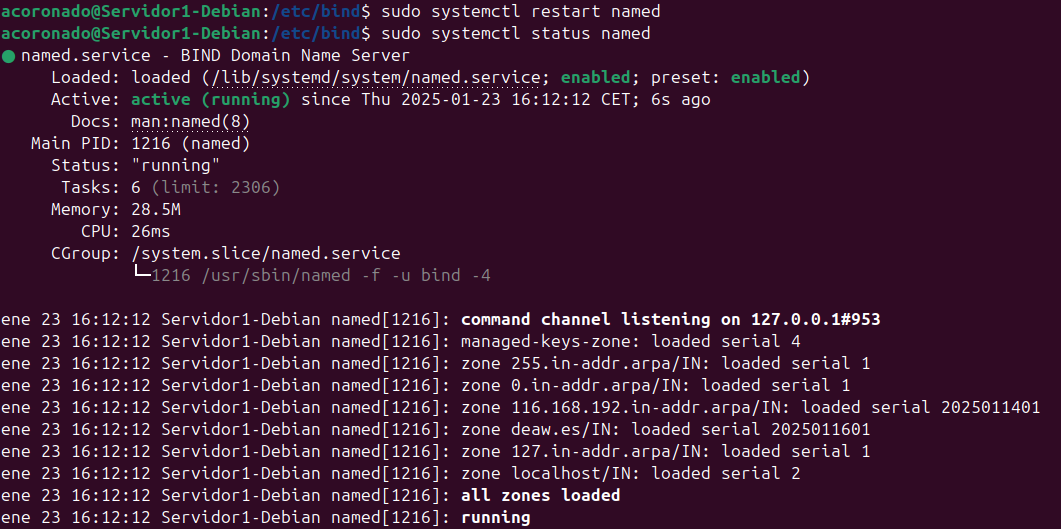 acoronado@Servidor1-Debian:/etc/bind$ sudo systemctl restart named
acoronado@Servidor1-Debian:/etc/bind$ sudo systemctl status named
● named.service - BIND Domain Name Server
     Loaded: loaded (/lib/systemd/system/named.service; enabled; preset: enabled)
     Active: active (running) since Thu 2025-01-23 16:12:12 CET; 6s ago
       Docs: man:named(8)
   Main PID: 1216 (named)
     Status: "running"
      Tasks: 6 (limit: 2306)
     Memory: 28.5M
        CPU: 26ms
     CGroup: /system.slice/named.service
             └─1216 /usr/sbin/named -f -u bind -4

ene 23 16:12:12 Servidor1-Debian named[1216]: command channel listening on 127.0.0.1#953
ene 23 16:12:12 Servidor1-Debian named[1216]: managed-keys-zone: loaded serial 4
ene 23 16:12:12 Servidor1-Debian named[1216]: zone 255.in-addr.arpa/IN: loaded serial 1
ene 23 16:12:12 Servidor1-Debian named[1216]: zone 0.in-addr.arpa/IN: loaded serial 1
ene 23 16:12:12 Servidor1-Debian named[1216]: zone 116.168.192.in-addr.arpa/IN: loaded serial 2025011401
ene 23 16:12:12 Servidor1-Debian named[1216]: zone deaw.es/IN: loaded serial 2025011601
ene 23 16:12:12 Servidor1-Debian named[1216]: zone 127.in-addr.arpa/IN: loaded serial 1
ene 23 16:12:12 Servidor1-Debian named[1216]: zone localhost/IN: loaded serial 2
ene 23 16:12:12 Servidor1-Debian named[1216]: all zones loaded
ene 23 16:12:12 Servidor1-Debian named[1216]: running